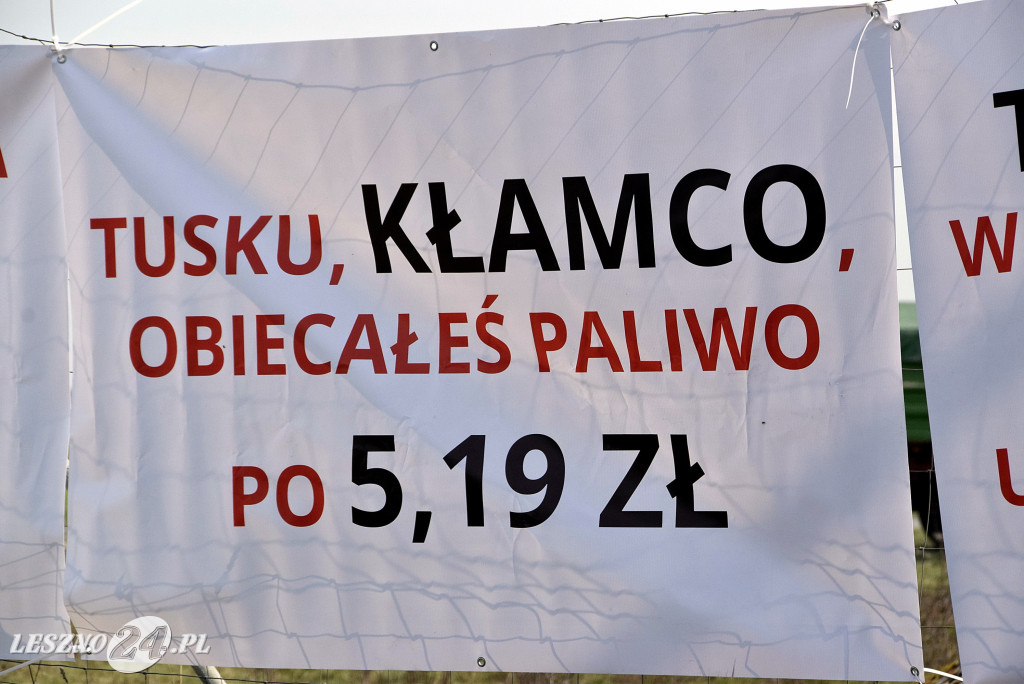 TUSKU, KŁAMCO,
OBIECAŁEŚ PALIWO
PO 5,19 ZŁ
W
LESZNO24.PL